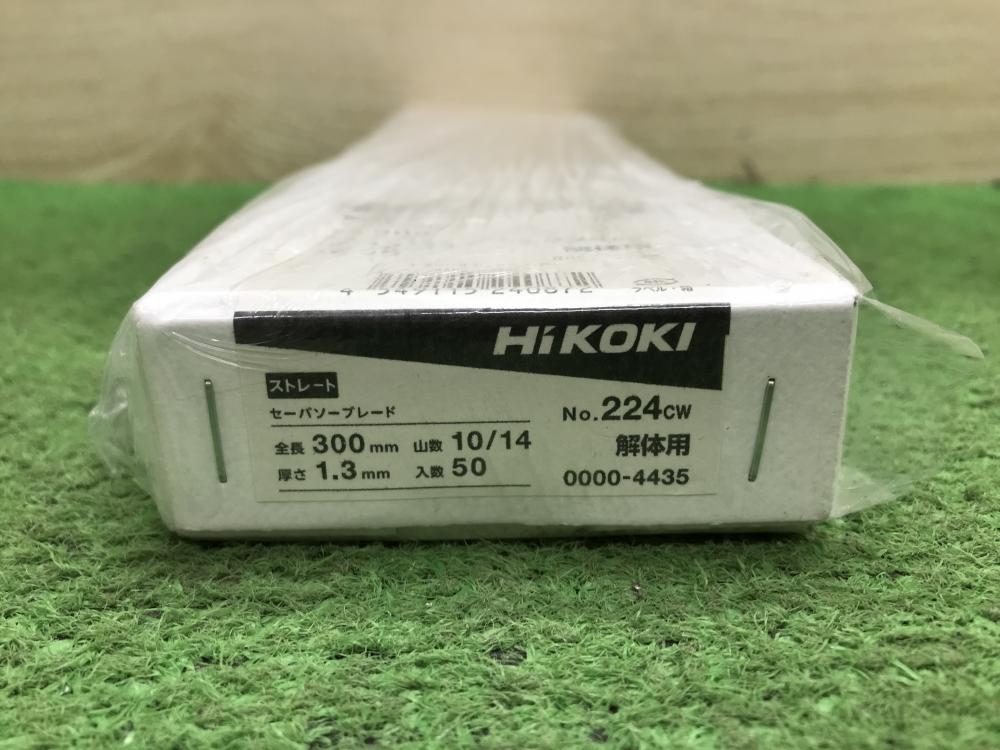 HiKOKI
ストレート
セーバソーブレード
No.224CW
全長 300mm 山数 10/14
解体用
厚さ 1.3mm 入数 50
0000-4435